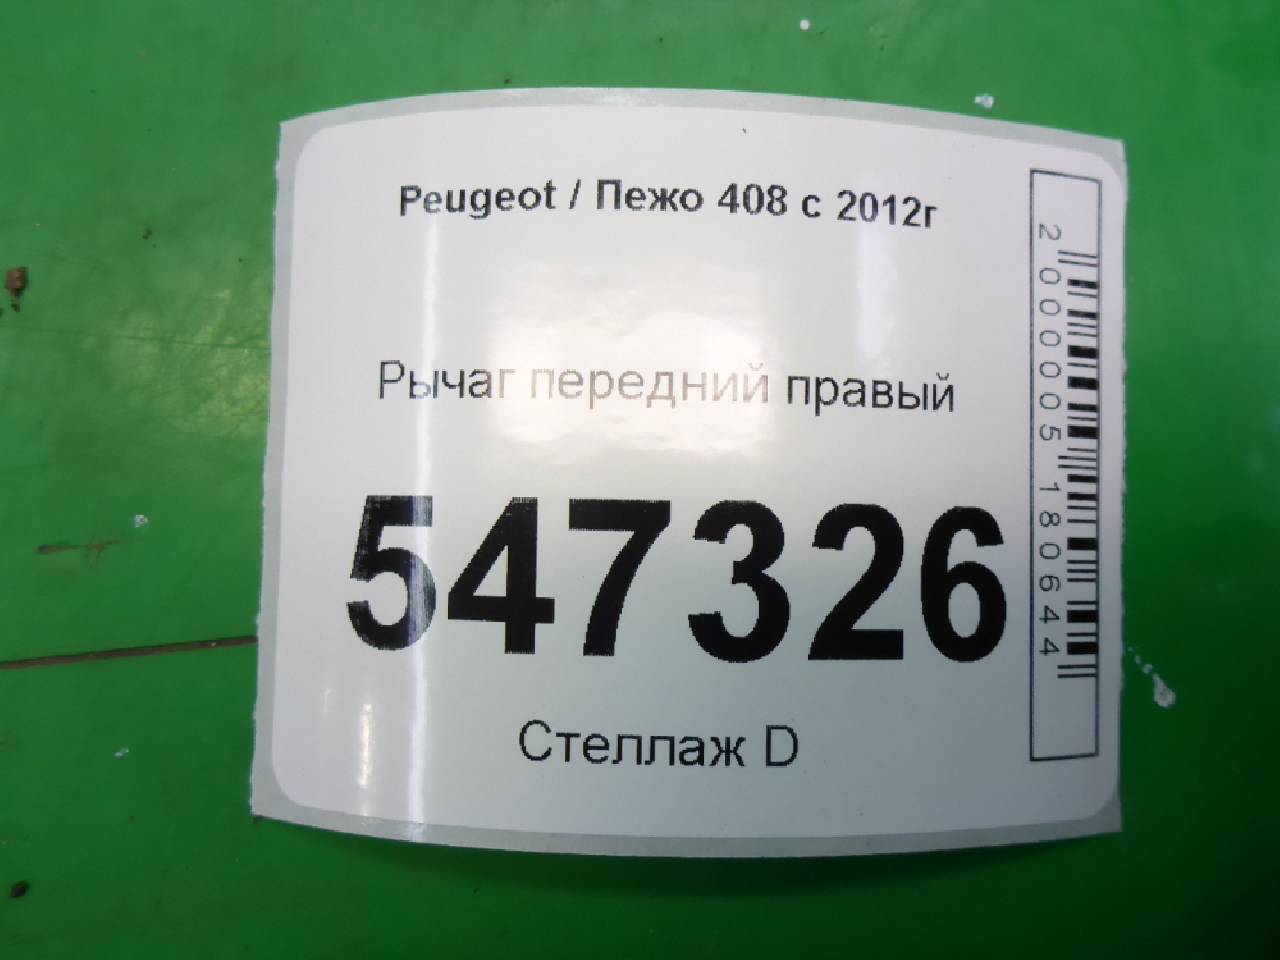 Peugeot / Пежо 408 с 2012г
Рычаг передний правый
547326
Стеллаж D
2000005180644